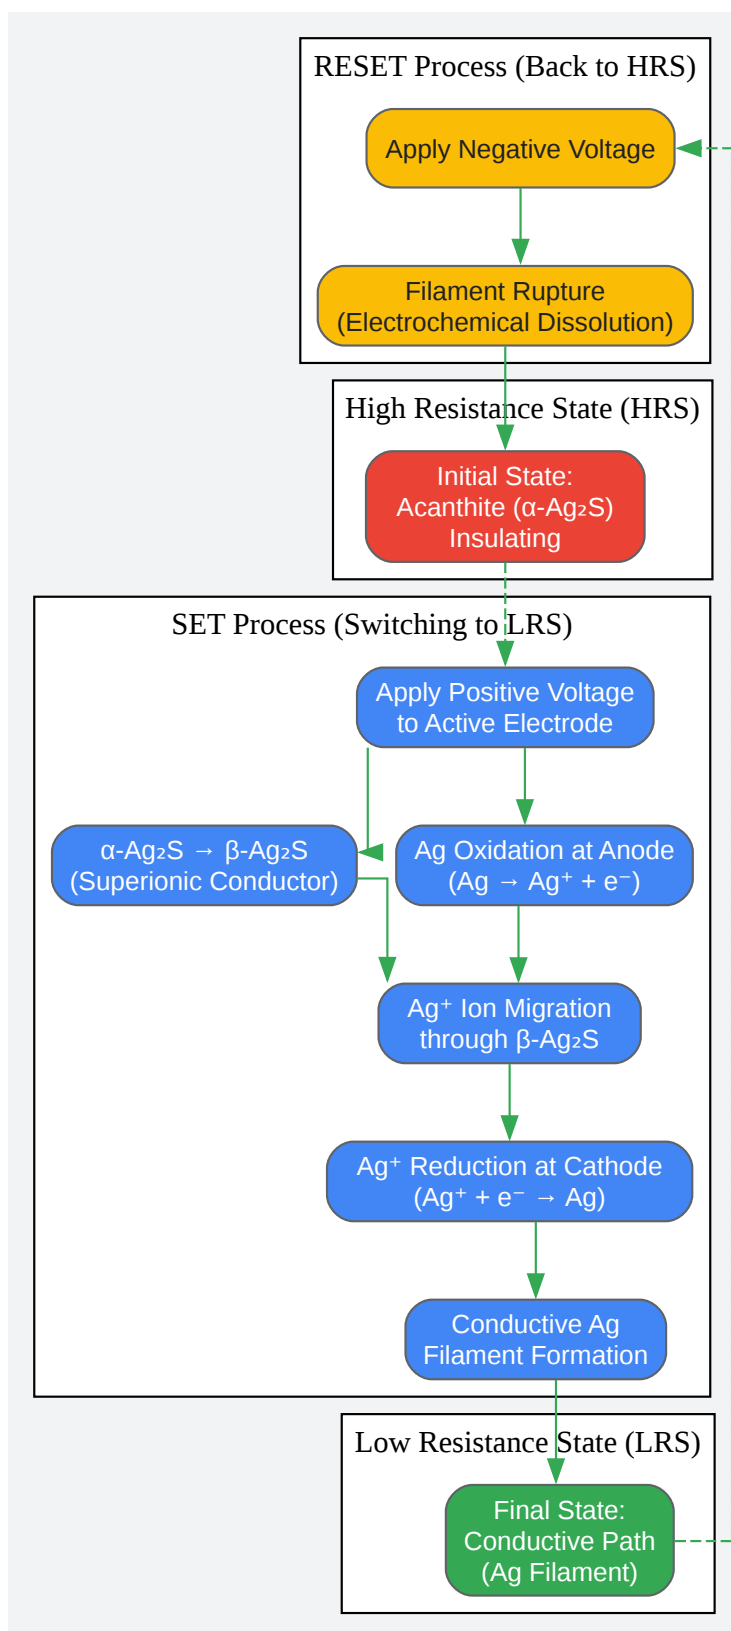 RESET Process (Back to HRS)
Apply Negative Voltage
Filament Rupture
(Electrochemical Dissolution)
High Resistance State (HRS)
Initial State:
Acanthite (α-Ag₂S)
Insulating
SET Process (Switching to LRS)
Apply Positive Voltage
to Active Electrode
α-Ag₂S → β-Ag₂S
(Superionic Conductor)
Ag Oxidation at Anode
(Ag → Ag⁺ + e⁻)
Ag⁺ Ion Migration
through β-Ag₂S
Ag⁺ Reduction at Cathode
(Ag⁺ + e⁻ → Ag)
Conductive Ag
Filament Formation
Low Resistance State (LRS)
Final State:
Conductive Path
(Ag Filament)